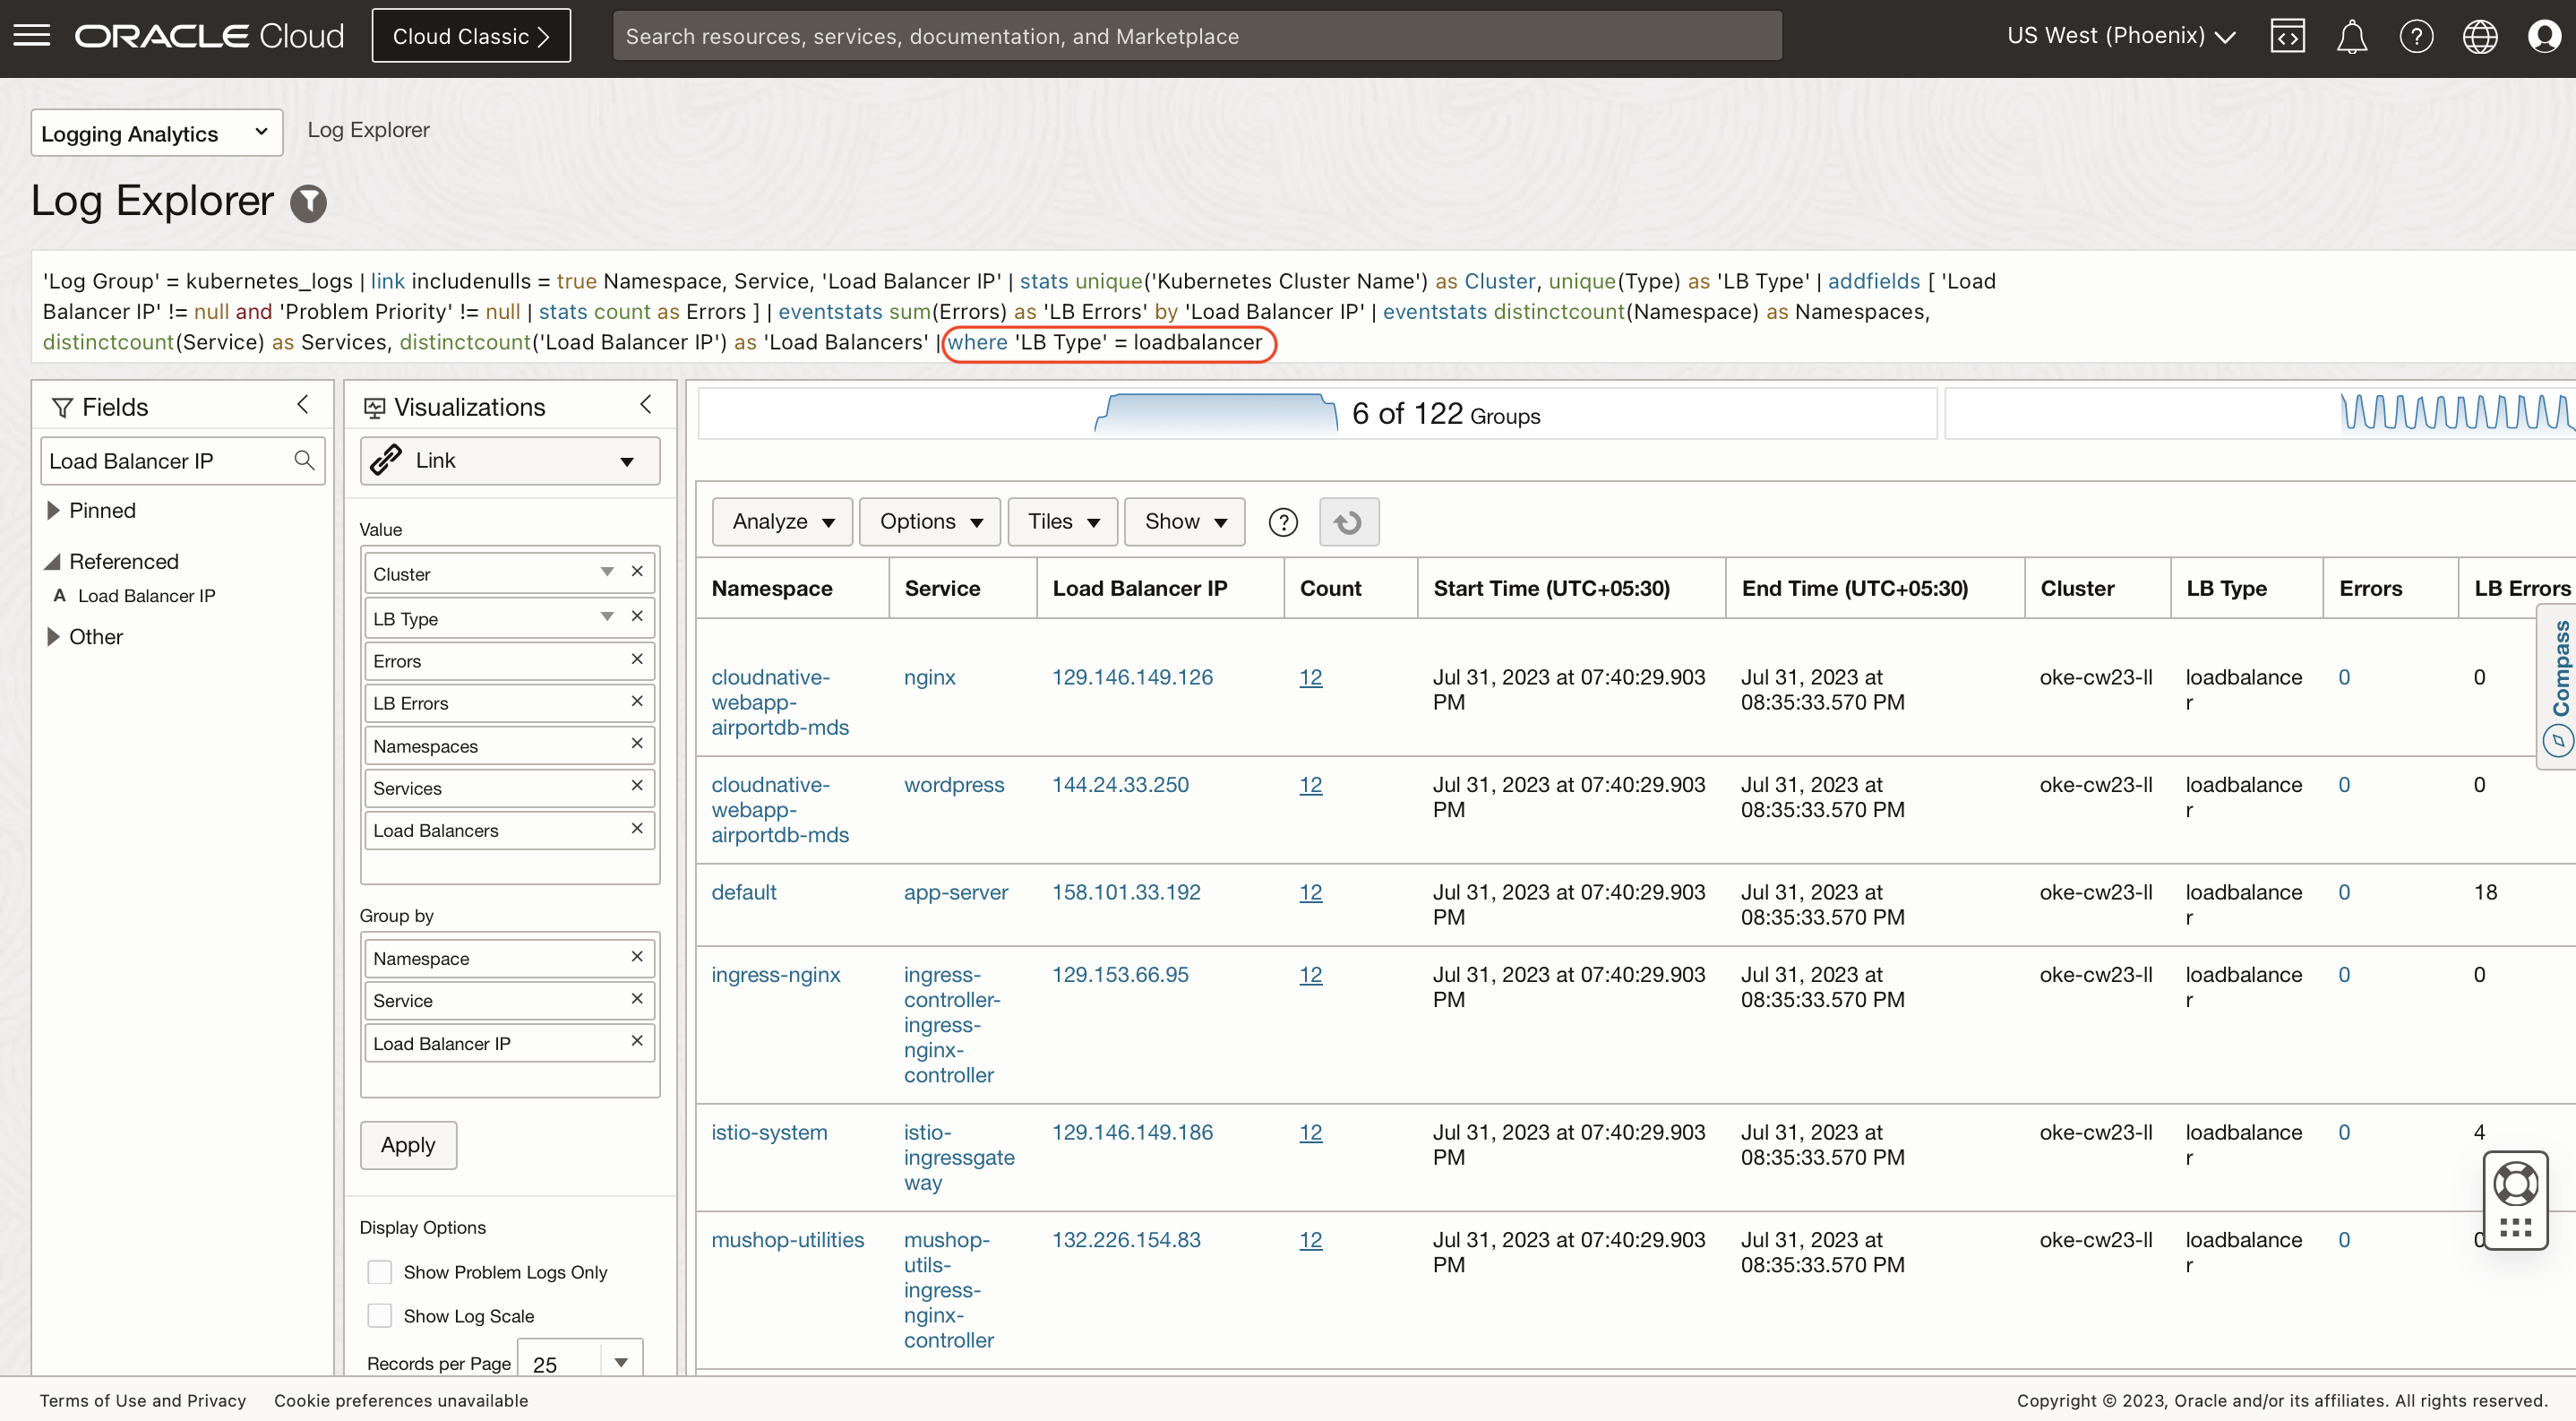 ORACLE Cloud
Cloud Classic
Search resources, services, documentation, and Marketplace
US West (Phoenix)
Logging Analytics
Log Explorer
Log Explorer
'Log Group' = kubernetes_logs | link includenulls = true Namespace, Service, 'Load Balancer IP' | stats unique('Kubernetes Cluster Name') as Cluster, unique(Type) as 'LB Type' | addfields [ 'Load
Balancer IP' != null and 'Problem Priority' != null | stats count as Errors ] | eventstats sum(Errors) as 'LB Errors' by 'Load Balancer IP' | eventstats distinctcount(Namespace) as Namespaces,
distinctcount(Service) as Services, distinctcount('Load Balancer IP') as 'Load Balancers' | where 'LB Type' = loadbalancer
Fields
Load Balancer IP
Pinned
Referenced
A Load Balancer IP
Other
Visualizations
Link
Value
Cluster
LB Type
Errors
LB Errors
Namespaces
Services
Load Balancers
Group by
Namespace
Service
Load Balancer IP
Apply
Display Options
Show Problem Logs Only
Show Log Scale
Records per Page 25
6 of 122 Groups
Analyze Options Tiles Show ?
Namespace Service Load Balancer IP Count Start Time (UTC+05:30) End Time (UTC+05:30) Cluster LB Type Errors LB Errors
cloudnative- nginx 129.146.149.126 12 Jul 31, 2023 at 07:40:29.903 Jul 31, 2023 at oke-cw23-ll loadbalance 0 0
webapp- PM 08:35:33.570 PM r
airportdb-mds
cloudnative- wordpress 144.24.33.250 12 Jul 31, 2023 at 07:40:29.903 Jul 31, 2023 at oke-cw23-ll loadbalance 0 0
webapp- PM 08:35:33.570 PM r
airportdb-mds
default app-server 158.101.33.192 12 Jul 31, 2023 at 07:40:29.903 Jul 31, 2023 at oke-cw23-ll loadbalance 0 18
PM 08:35:33.570 PM r
ingress-nginx ingress- 129.153.66.95 12 Jul 31, 2023 at 07:40:29.903 Jul 31, 2023 at oke-cw23-ll loadbalance 0 0
controller- PM 08:35:33.570 PM r
ingress-
nginx-
controller
istio-system istio- 129.146.149.186 12 Jul 31, 2023 at 07:40:29.903 Jul 31, 2023 at oke-cw23-ll loadbalance 0 4
ingressgate PM 08:35:33.570 PM r
way
mushop-utilities mushop- 132.226.154.83 12 Jul 31, 2023 at 07:40:29.903 Jul 31, 2023 at oke-cw23-ll loadbalance 0 0
utils- PM 08:35:33.570 PM r
ingress-
nginx-
controller
Compass
Terms of Use and Privacy Cookie preferences unavailable
Copyright © 2023, Oracle and/or its affiliates. All rights reserved.